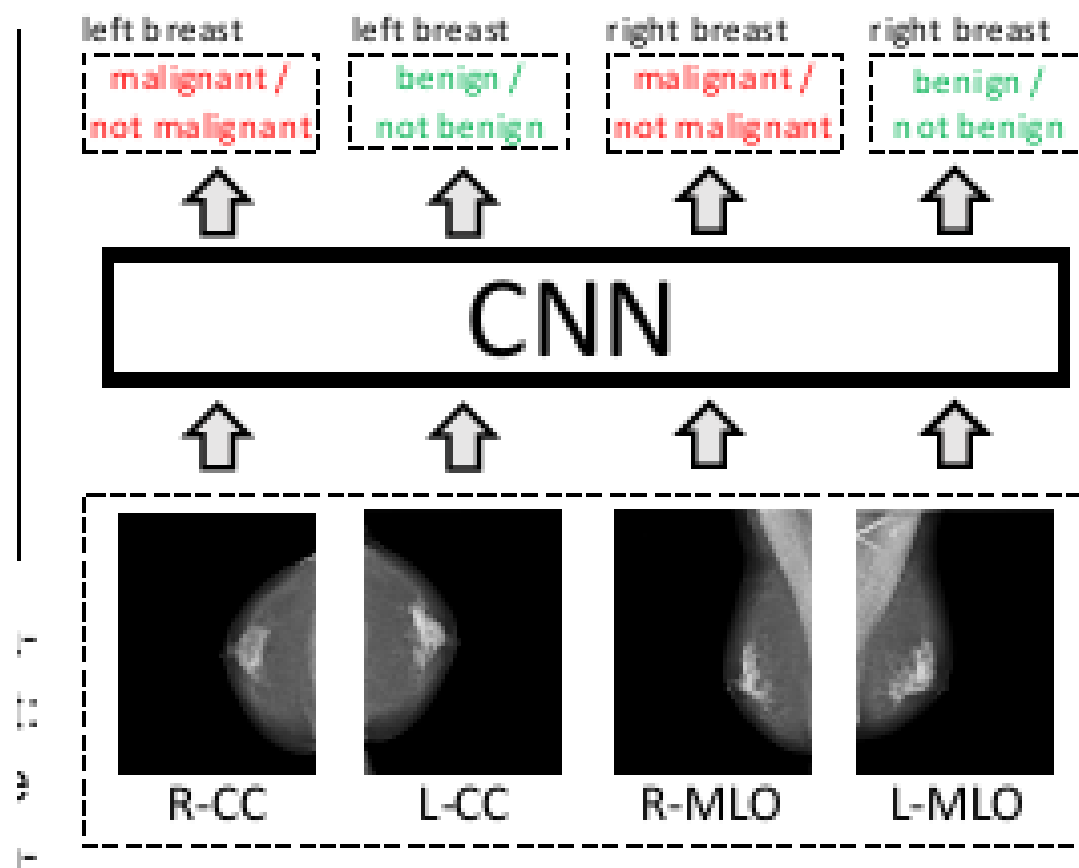 left breast
malignant /
not malignant
left breast
benign /
not benign
right breast
malignant /
not malignant
right breast
benign /
not benign
CNN
R-CC
L-CC
R-MLO
L-MLO